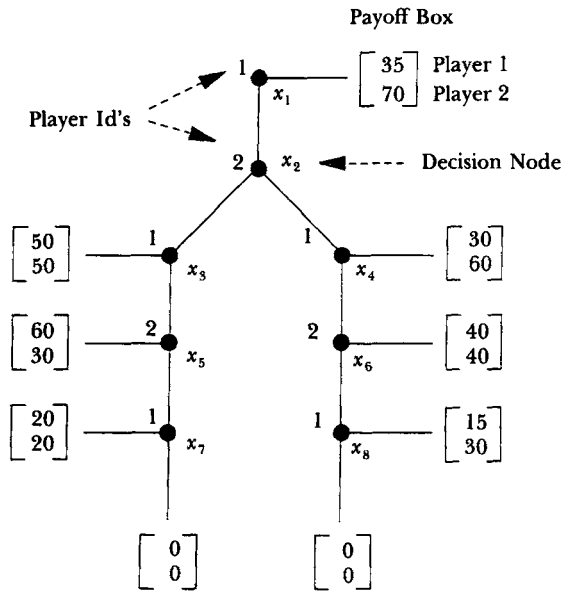 Payoff Box
1
x₁
35 Player 1
70 Player 2
Player Id's
2 x₂ Decision Node
50
50
1
x₃
1
x₄
30
60
60
30
2
x₅
2
x₆
40
40
20
20
1
x₇
1
x₈
15
30
0
0
0
0